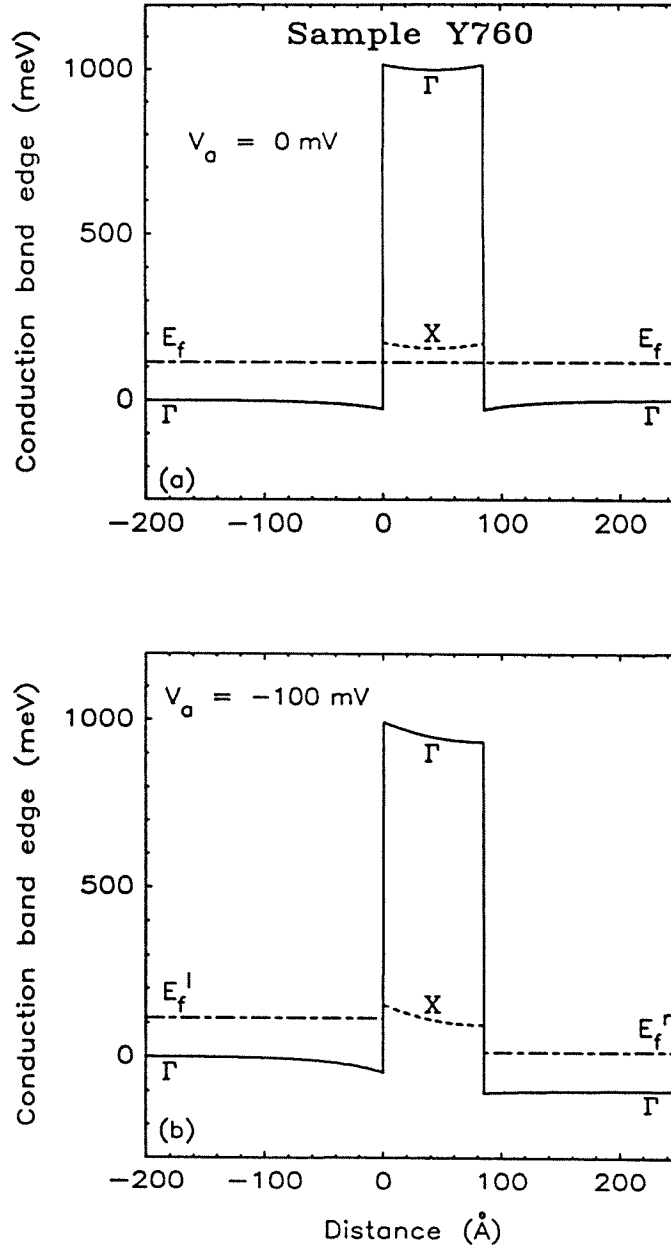 Sample Y760
Conduction band edge (meV)
1000
500
0
V_a = 0 mV
Γ
X
E_f
E_f
Γ
Γ
(a)
−200 −100 0 100 200
Conduction band edge (meV)
1000
500
0
V_a = −100 mV
Γ
X
E_f^l
E_f^r
Γ
Γ
(b)
−200 −100 0 100 200
Distance (Å)